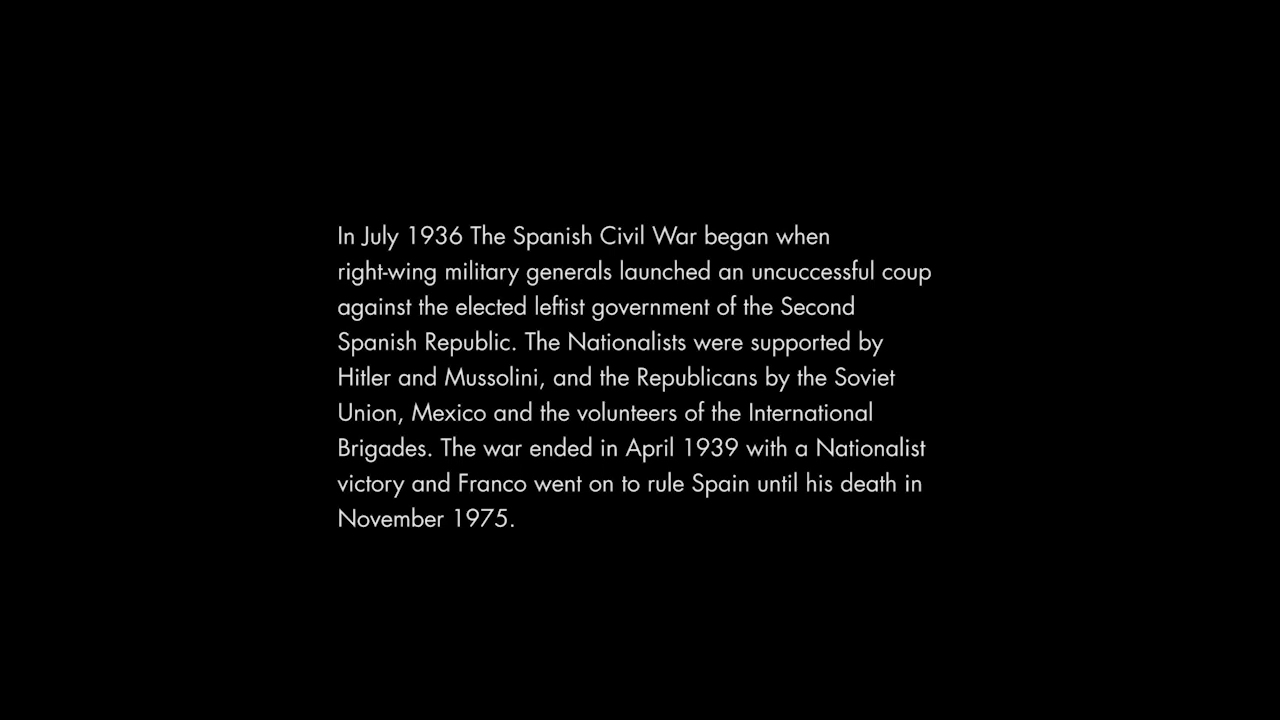 In July 1936 The Spanish Civil War began when
right-wing military generals launched an uncuccessful coup
against the elected leftist government of the Second
Spanish Republic. The Nationalists were supported by
Hitler and Mussolini, and the Republicans by the Soviet
Union, Mexico and the volunteers of the International
Brigades. The war ended in April 1939 with a Nationalist
victory and Franco went on to rule Spain until his death in
November 1975.